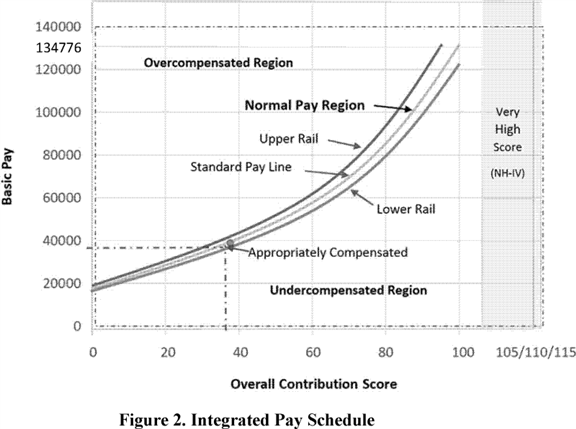 140000
134776
120000
100000
80000
60000
40000
20000
0
Basic Pay
Overcompensated Region
Normal Pay Region
Upper Rail
Standard Pay Line
Lower Rail
Appropriately Compensated
Undercompensated Region
Very
High
Score
(NH-IV)
0 20 40 60 80 100 105/110/115
Overall Contribution Score
Figure 2. Integrated Pay Schedule